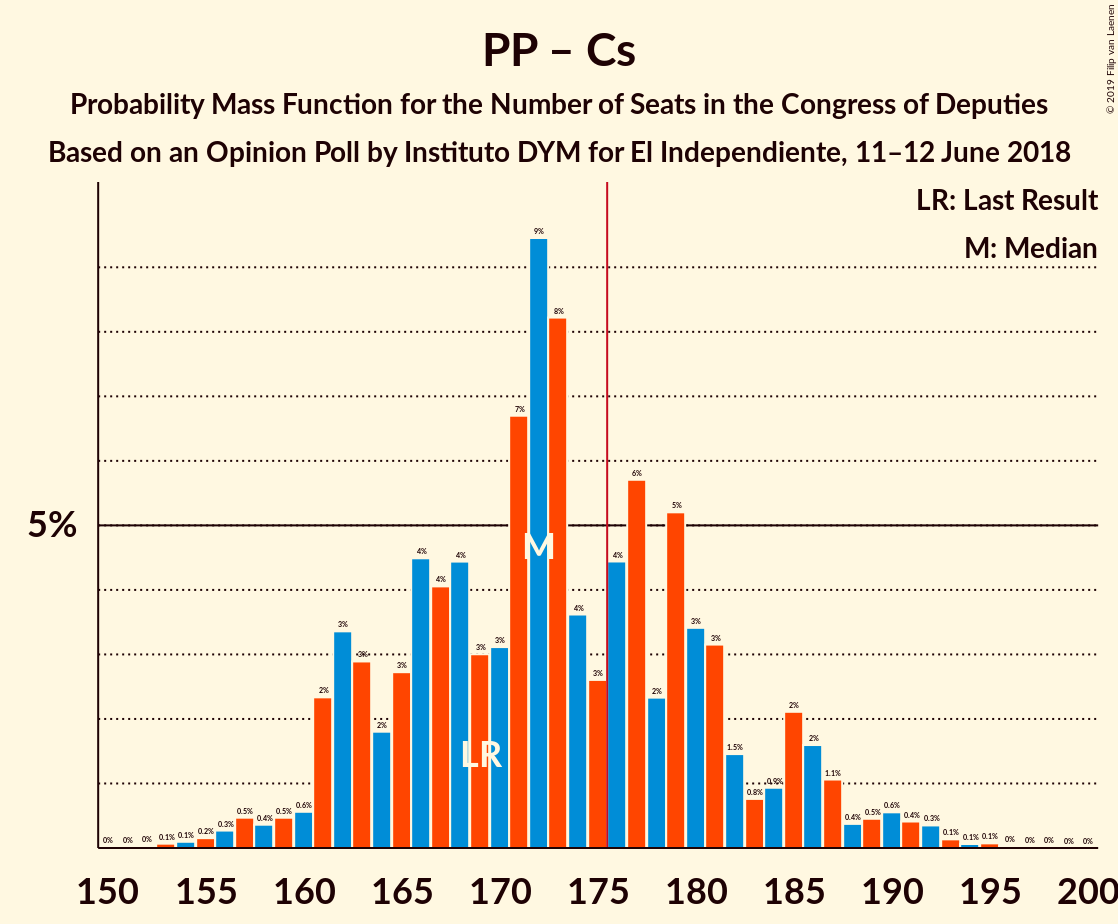 PP – Cs
Probability Mass Function for the Number of Seats in the Congress of Deputies
Based on an Opinion Poll by Instituto DYM for El Independiente, 11–12 June 2018
© 2019 Filip van Laenen
LR: Last Result
M: Median
5%
0% 0% 0% 0.1% 0.1% 0.2% 0.3% 0.5% 0.4% 0.5% 0.6% 2% 3% 3% 2% 3% 4% 4% 4% 3% 3% 7% 9% 8% 4% 3% 4% 6% 2% 5% 3% 3% 1.5% 0.8% 0.9% 2% 2% 1.1% 0.4% 0.5% 0.6% 0.4% 0.3% 0.1% 0.1% 0.1% 0% 0% 0% 0% 0%
M
LR
150 155 160 165 170 175 180 185 190 195 200